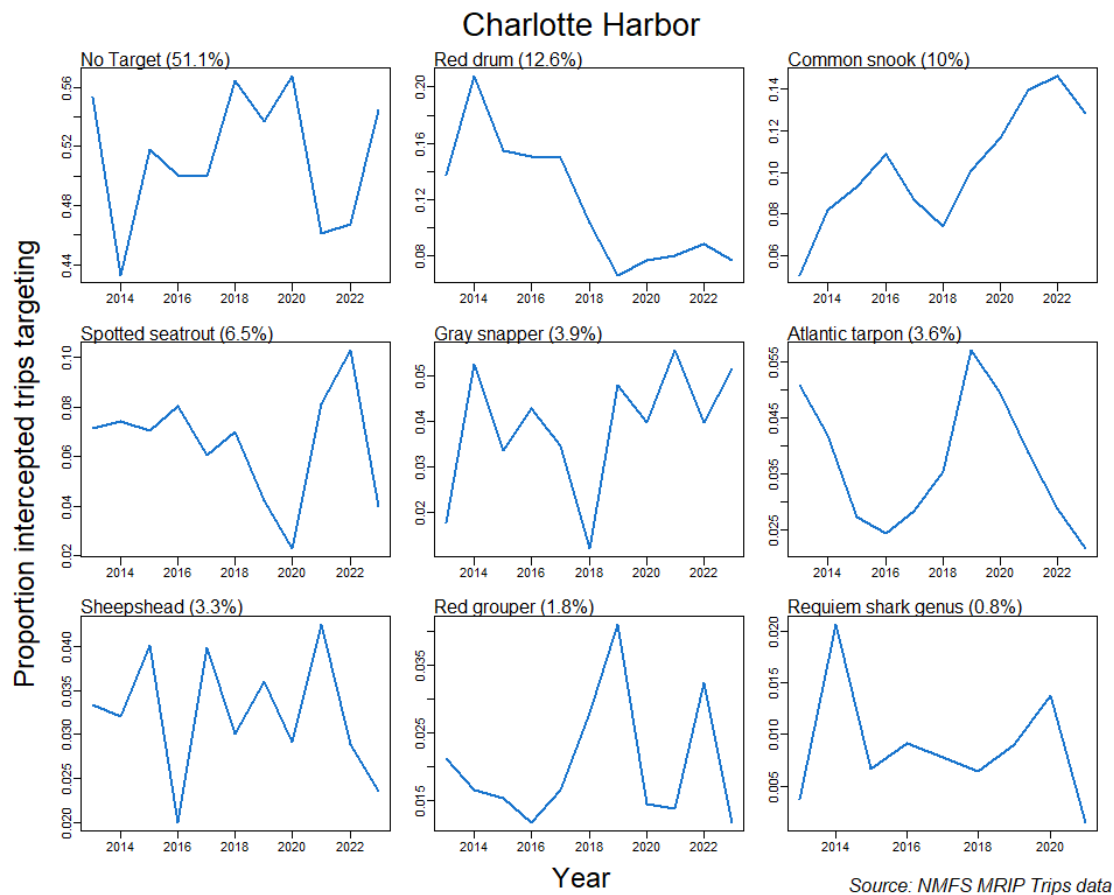 Charlotte Harbor
No Target (51.1%)
Red drum (12.6%)
Common snook (10%)
0.56
0.52
0.48
0.44
2014 2016 2018 2020 2022
0.20
0.16
0.12
0.08
2014 2016 2018 2020 2022
0.14
0.12
0.10
0.08
0.06
2014 2016 2018 2020 2022
Proportion intercepted trips targeting
Spotted seatrout (6.5%)
Gray snapper (3.9%)
Atlantic tarpon (3.6%)
0.10
0.08
0.06
0.04
0.02
2014 2016 2018 2020 2022
0.05
0.04
0.03
0.02
2014 2016 2018 2020 2022
0.055
0.045
0.035
0.025
2014 2016 2018 2020 2022
Sheepshead (3.3%)
Red grouper (1.8%)
Requiem shark genus (0.8%)
0.040
0.035
0.030
0.025
0.020
2014 2016 2018 2020 2022
0.035
0.025
0.015
2014 2016 2018 2020 2022
0.020
0.015
0.010
0.005
2014 2016 2018 2020
Year
Source: NMFS MRIP Trips data